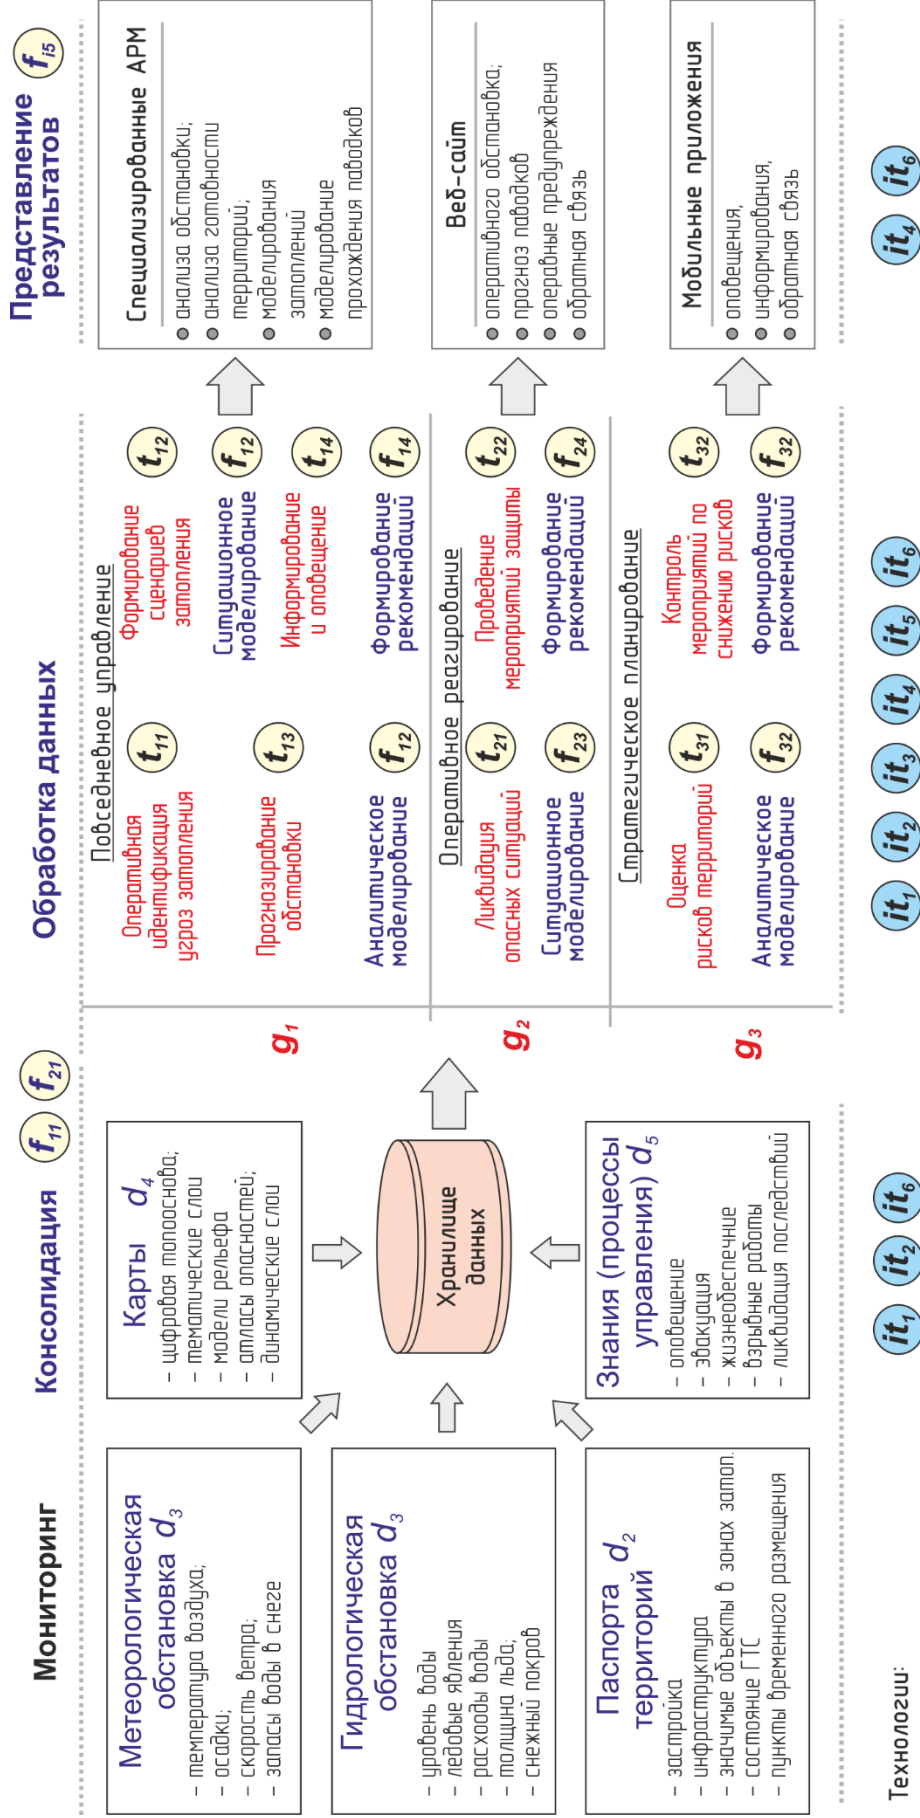 Мониторинг
Консолидация f11 f21
Обработка данных
Представление
результатов fi5
Метеорологическая
обстановка d3
– температура воздуха;
– осадки;
– скорость ветра;
– запасы воды в снеге
Гидрологическая
обстановка d3
– уровень воды
– ледовые явления
– расходы воды
– толщина льда;
– снежный покров
Паспорта d2
территорий
– застройка
– инфраструктура
– значимые объекты в зонах затоп.
– состояние ГТС
– пункты временного размещения
Карты d4
– цифровая топооснова;
– тематические слои
– модели рельефа
– атласы опасностей;
– динамические слои
Хранилище
данных
Знания (процессы
управления) d5
– оповещение
– эвакуация
– жизнеобеспечние
– взрывные работы
– ликвидация последствий
g1
g2
g3
Повседневное управление
Оперативная
идентификация
угроз затопления
t11
Формирование
сценариев
затопления
t12
Ситуационное
моделирование
f12
Прогнозирование
обстановки
t13
Информирование
и оповещение
t14
Аналитическое
моделирование
f12
Формирование
рекомендаций
f14
Оперативное реагирование
Ликвидация
опасных ситуаций
t21
Проведение
мероприятий защиты
t22
Ситуационное
моделирование
f23
Формирование
рекомендаций
f24
Стратегическое планирование
Оценка
рисков территорий
t31
Контроль
мероприятий по
снижению рисков
t32
Аналитическое
моделирование
f32
Формирование
рекомендаций
f32
Специализированные АРМ
● анализа обстановки;
● анализа готовности
территорий;
● моделирования
затоплений
● моделирование
прохождения паводков
Веб-сайт
● оперативного обстановка;
● прогноз паводков
● операвные предупреждения
● обратная связь
Мобильные приложения
● оповещения,
● информирования,
● обратная связь
Технологии:
it1 it2 it6
it1 it2 it3 it4 it5 it6
it4 it6